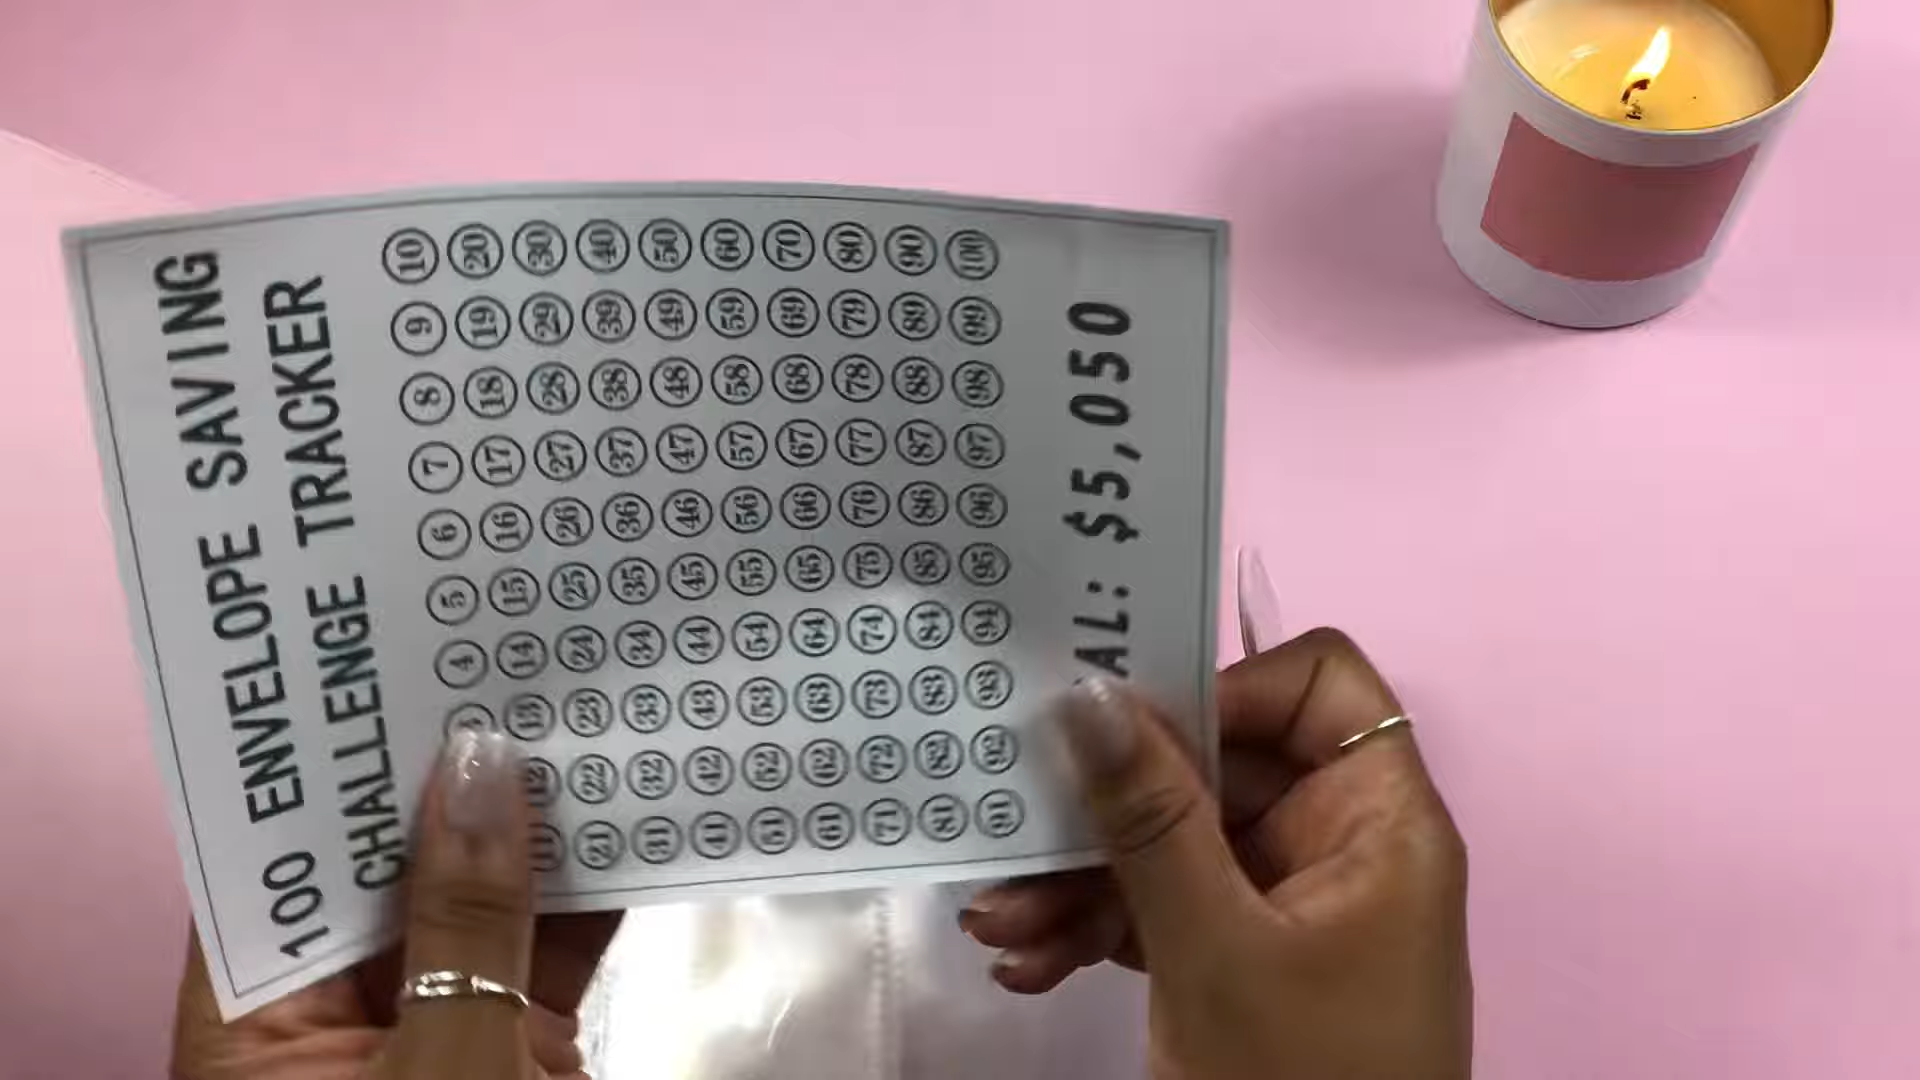 100 ENVELOPE SAVING
CHALLENGE TRACKER
3 4 5 6 7 8 9 10
11 12 13 14 15 16 17 18 19 20
21 22 23 24 25 26 27 28 29 30
31 32 33 34 35 36 37 38 39 40
41 42 43 44 45 46 47 48 49 50
51 52 53 54 55 56 57 58 59 60
61 62 63 64 65 66 67 68 69 70
71 72 73 74 75 76 77 78 79 80
81 82 83 84 85 86 87 88 89 90
91 92 93 94 95 96 97 98 99 100
AL: $5,050